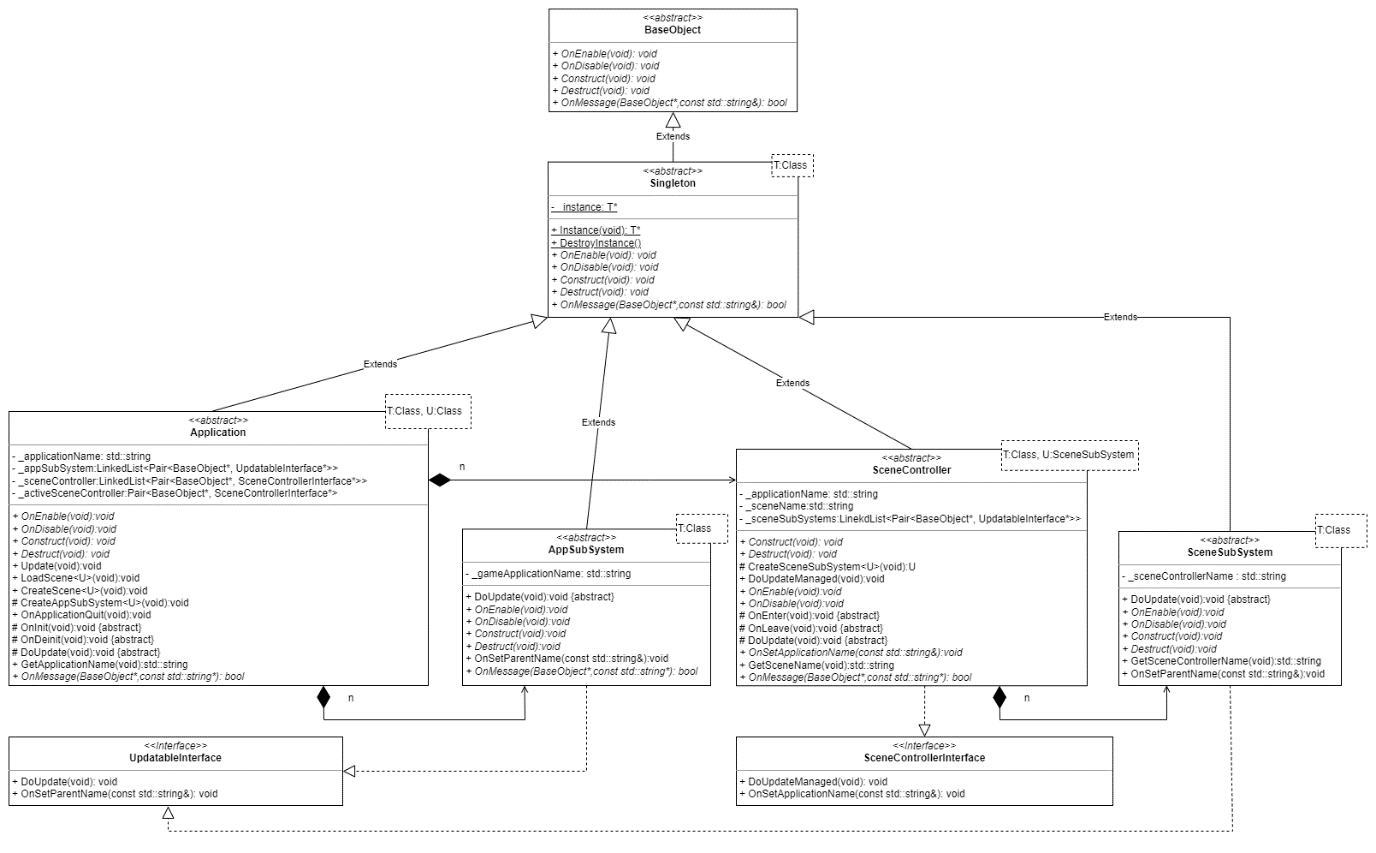 <<abstract>>
BaseObject
+ OnEnable(void): void
+ OnDisable(void): void
+ Construct(void): void
+ Destruct(void): void
+ OnMessage(BaseObject*,const std::string&): bool
Extends
T:Class
<<abstract>>
Singleton
- _instance: T*
+ Instance(void): T*
+ DestroyInstance()
+ OnEnable(void): void
+ OnDisable(void): void
+ Construct(void): void
+ Destruct(void): void
+ OnMessage(BaseObject*,const std::string&): bool
Extends
Extends
Extends
Extends
T:Class, U:Class
<<abstract>>
Application
- _applicationName: std::string
- _appSubSystem:LinkedList<Pair<BaseObject*, UpdatableInterface*>>
- _sceneController:LinkedList<Pair<BaseObject*, SceneControllerInterface*>>
- _activeSceneController:Pair<BaseObject*, SceneControllerInterface*>
+ OnEnable(void):void
+ OnDisable(void):void
+ Construct(void): void
+ Destruct(void): void
+ Update(void):void
+ LoadScene<U>(void):void
+ CreateScene<U>(void):void
# CreateAppSubSystem<U>(void):void
+ OnApplicationQuit(void):void
# OnInit(void):void {abstract}
# OnDeinit(void):void {abstract}
# DoUpdate(void):void {abstract}
+ GetApplicationName(void):std::string
+ OnMessage(BaseObject*,const std::string*): bool
n
n
T:Class
<<abstract>>
AppSubSystem
- _gameApplicationName: std::string
+ DoUpdate(void):void {abstract}
+ OnEnable(void):void
+ OnDisable(void):void
+ Construct(void):void
+ Destruct(void):void
+ OnSetParentName(const std::string&):void
+ OnMessage(BaseObject*,const std::string*): bool
T:Class, U:SceneSubSystem
<<abstract>>
SceneController
- _applicationName: std::string
- _sceneName:std::string
- _sceneSubSystems:LinekdList<Pair<BaseObject*, UpdatableInterface*>>
+ Construct(void): void
+ Destruct(void): void
# CreateSceneSubSystem<U>(void):U
+ DoUpdateManaged(void):void
+ OnEnable(void):void
+ OnDisable(void):void
# OnEnter(void):void {abstract}
# OnLeave(void):void {abstract}
# DoUpdate(void):void {abstract}
+ OnSetApplicationName(const std::string&):void
+ GetSceneName(void):std::string
+ OnMessage(BaseObject*,const std::string*): bool
n
T:Class
<<abstract>>
SceneSubSystem
- _sceneControllerName : std::string
+ DoUpdate(void):void {abstract}
+ OnEnable(void):void
+ OnDisable(void):void
+ Construct(void):void
+ Destruct(void):void
+ GetSceneControllerName(void):std::string
+ OnSetParentName(const std::string&):void
<<Interface>>
UpdatableInterface
+ DoUpdate(void): void
+ OnSetParentName(const std::string&): void
<<Interface>>
SceneControllerInterface
+ DoUpdateManaged(void): void
+ OnSetApplicationName(const std::string&): void